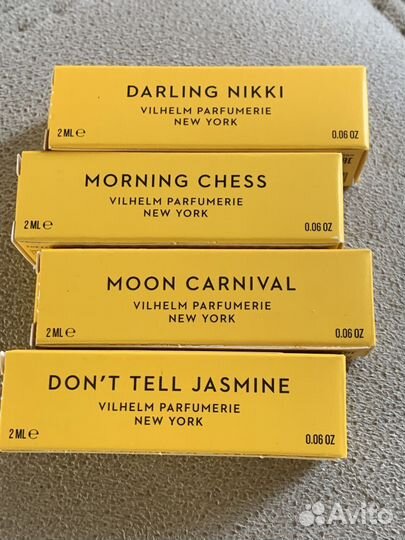 DARLING NIKKI
VILHELM PARFUMERIE
NEW YORK
2 ML ℮
0.06 OZ
MORNING CHESS
VILHELM PARFUMERIE
NEW YORK
2 ML ℮
0.06 OZ
MOON CARNIVAL
VILHELM PARFUMERIE
NEW YORK
2 ML ℮
0.06 OZ
DON'T TELL JASMINE
VILHELM PARFUMERIE
NEW YORK
2 ML ℮
0.06 OZ
Avito